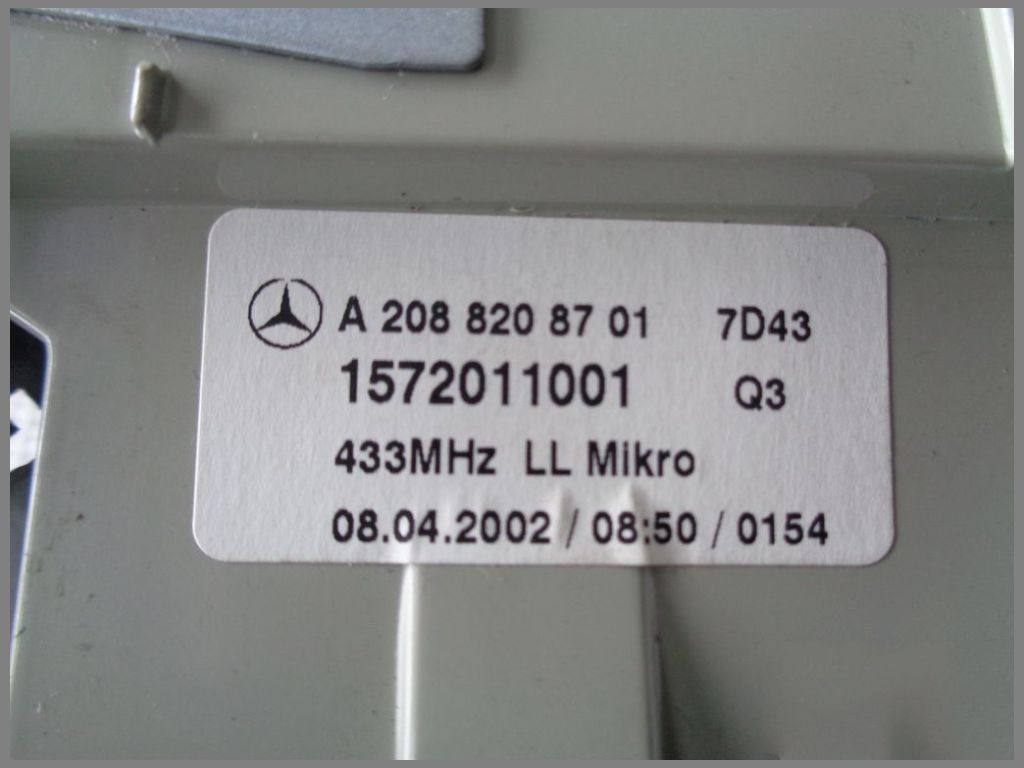 A 208 820 87 01 7D43
1572011001 Q3
433MHz LL Mikro
08.04.2002 / 08:50 / 0154